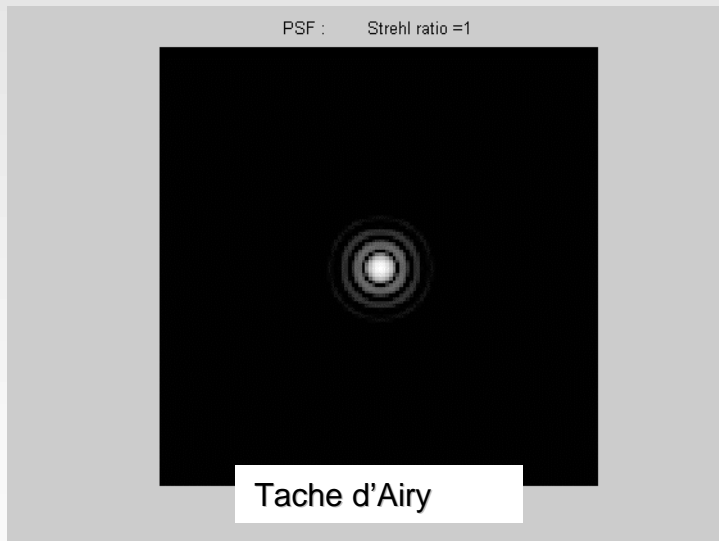 PSF : Strehl ratio =1
Tache d’Airy